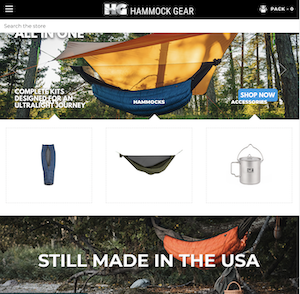 HG HAMMOCK GEAR
PACK - 0
Search the store
ALL IN ONE
COMPLETE KITS
DESIGNED FOR AN
ULTRALIGHT JOURNEY
SHOP NOW
HAMMOCKS
ACCESSORIES
STILL MADE IN THE USA